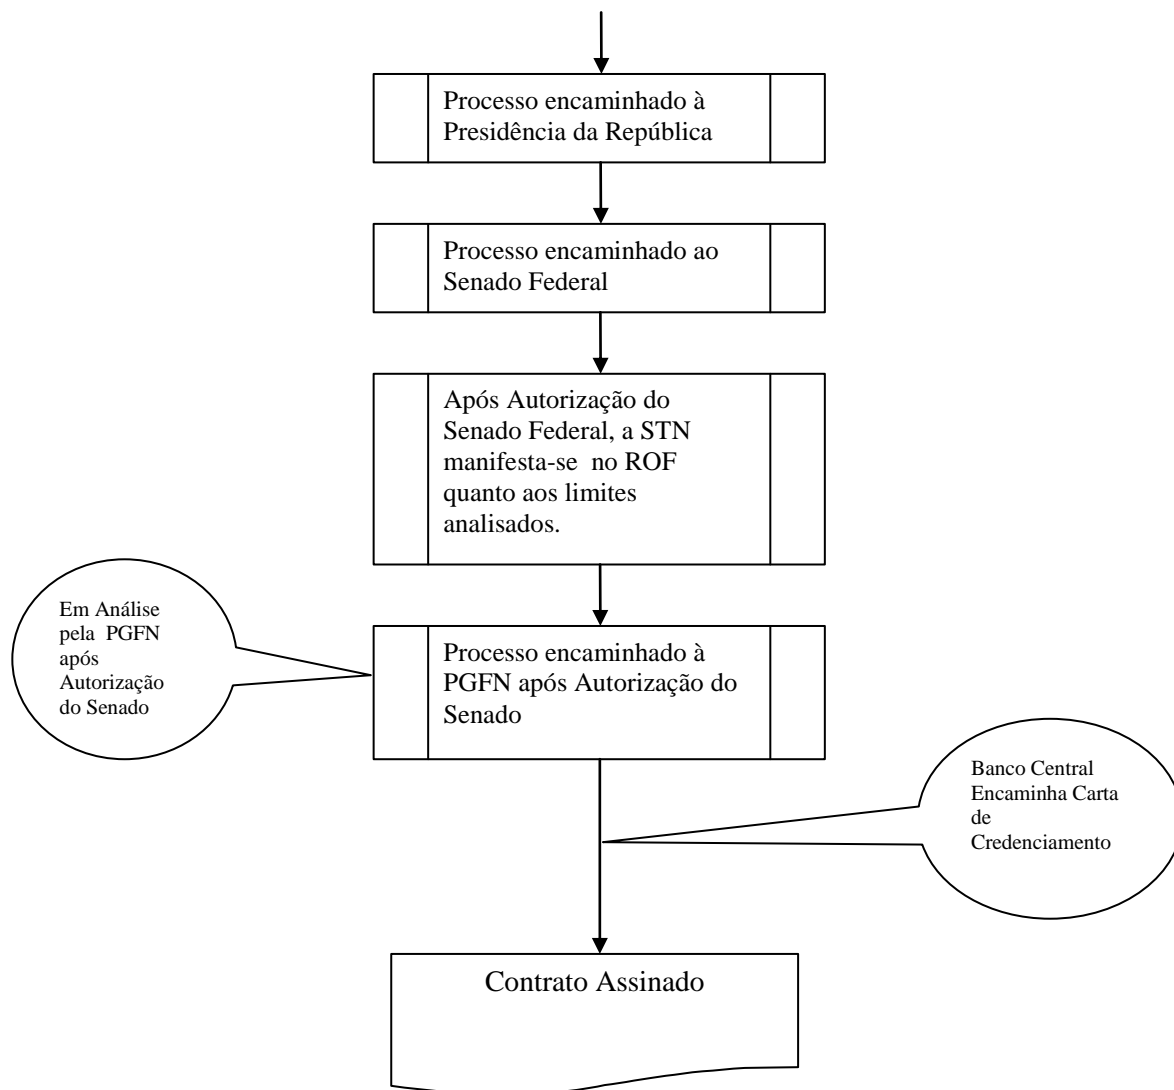 Processo encaminhado à
Presidência da República
Processo encaminhado ao
Senado Federal
Após Autorização do
Senado Federal, a STN
manifesta-se no ROF
quanto aos limites
analisados.
Em Análise
pela PGFN
após
Autorização
do Senado
Processo encaminhado à
PGFN após Autorização do
Senado
Banco Central
Encaminha Carta
de
Credenciamento
Contrato Assinado